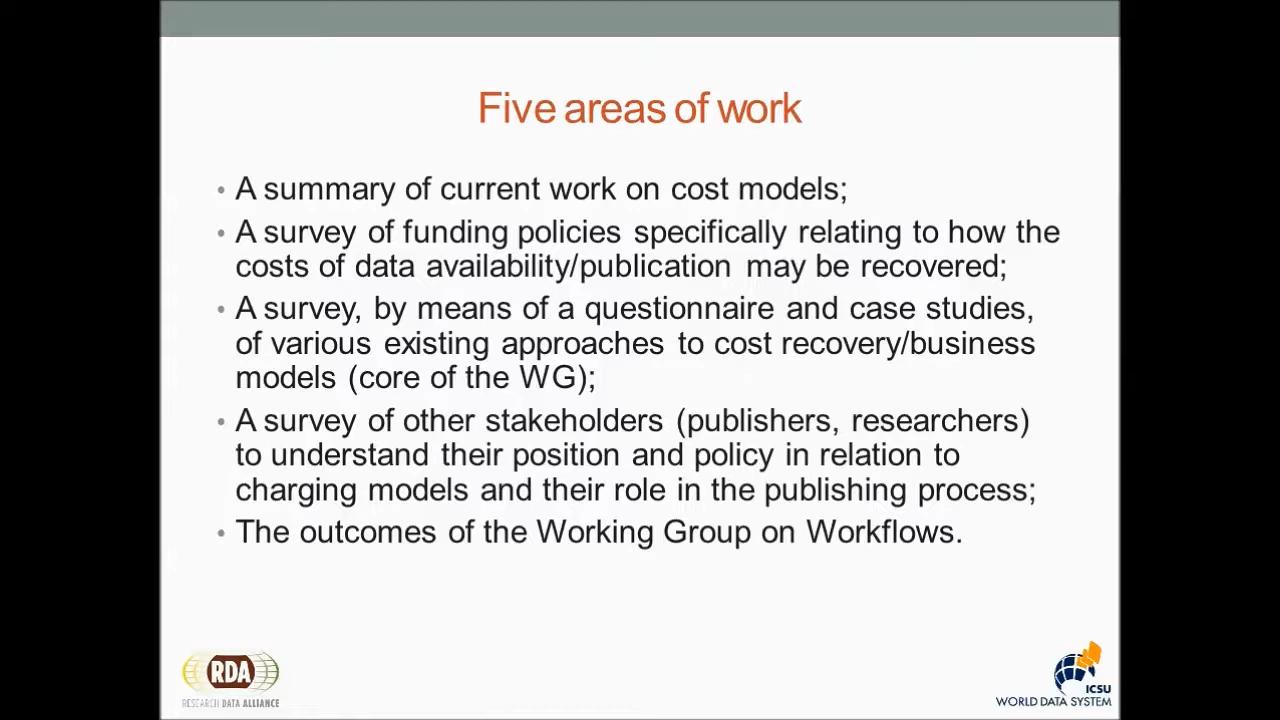 Five areas of work
• A summary of current work on cost models;
• A survey of funding policies specifically relating to how the
costs of data availability/publication may be recovered;
• A survey, by means of a questionnaire and case studies,
of various existing approaches to cost recovery/business
models (core of the WG);
• A survey of other stakeholders (publishers, researchers)
to understand their position and policy in relation to
charging models and their role in the publishing process;
• The outcomes of the Working Group on Workflows.
RDA
RESEARCH DATA ALLIANCE
ICSU
WORLD DATA SYSTEM